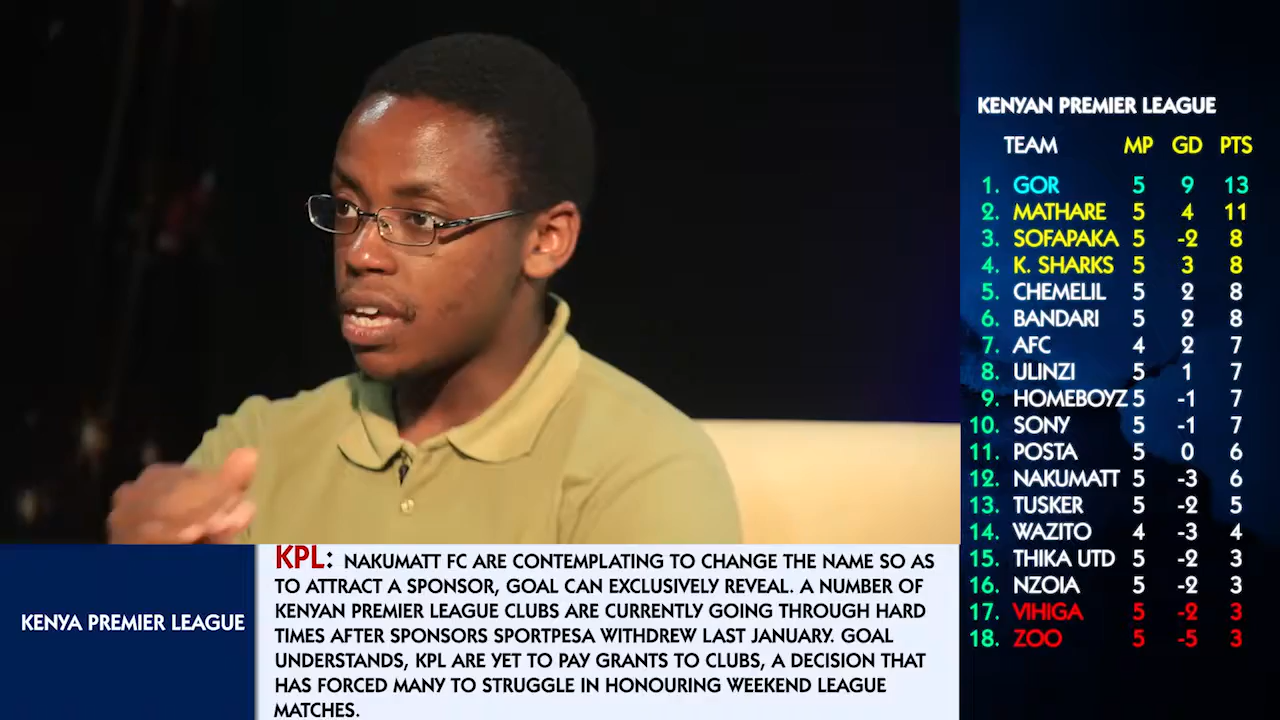 KENYAN PREMIER LEAGUE
TEAM MP GD PTS
1. GOR 5 9 13
2. MATHARE 5 4 11
3. SOFAPAKA 5 -2 8
4. K. SHARKS 5 3 8
5. CHEMELIL 5 2 8
6. BANDARI 5 2 8
7. AFC 4 2 7
8. ULINZI 5 1 7
9. HOMEBOYZ 5 -1 7
10. SONY 5 -1 7
11. POSTA 5 0 6
12. NAKUMATT 5 -3 6
13. TUSKER 5 -2 5
14. WAZITO 4 -3 4
15. THIKA UTD 5 -2 3
16. NZOIA 5 -2 3
17. VIHIGA 5 -2 3
18. ZOO 5 -5 3
KENYA PREMIER LEAGUE
KPL: NAKUMATT FC ARE CONTEMPLATING TO CHANGE THE NAME SO AS
TO ATTRACT A SPONSOR, GOAL CAN EXCLUSIVELY REVEAL. A NUMBER OF
KENYAN PREMIER LEAGUE CLUBS ARE CURRENTLY GOING THROUGH HARD
TIMES AFTER SPONSORS SPORTPESA WITHDREW LAST JANUARY. GOAL
UNDERSTANDS, KPL ARE YET TO PAY GRANTS TO CLUBS, A DECISION THAT
HAS FORCED MANY TO STRUGGLE IN HONOURING WEEKEND LEAGUE
MATCHES.